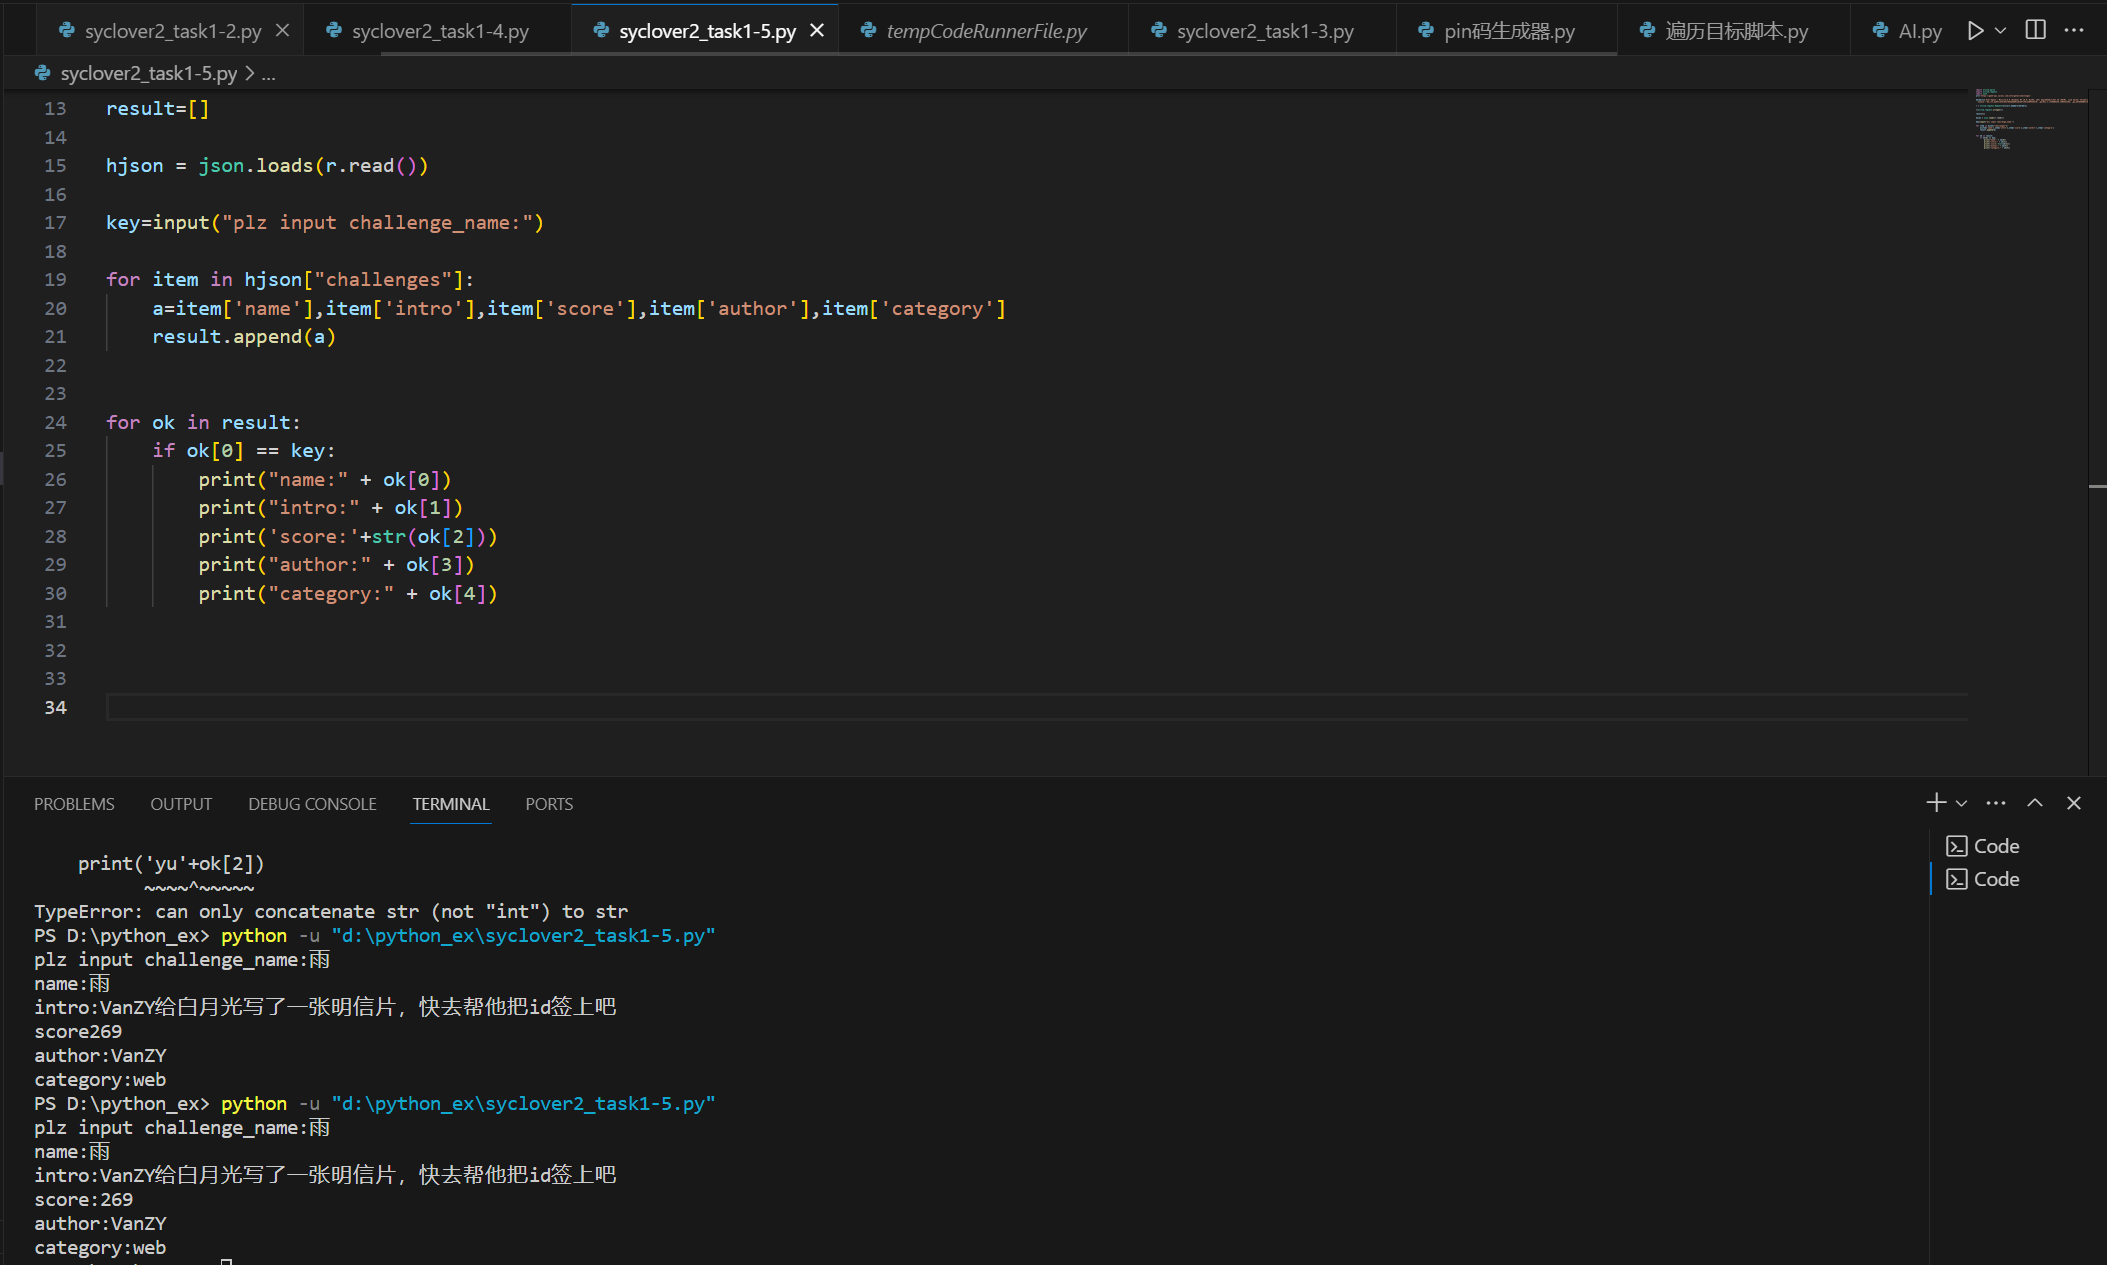 syclover2_task1-2.py
syclover2_task1-4.py
syclover2_task1-5.py
tempCodeRunnerFile.py
syclover2_task1-3.py
pin码生成器.py
遍历目标脚本.py
AI.py
syclover2_task1-5.py > ...
13 result=[]
14
15 hjson = json.loads(r.read())
16
17 key=input("plz input challenge_name:")
18
19 for item in hjson["challenges"]:
20     a=item['name'],item['intro'],item['score'],item['author'],item['category']
21     result.append(a)
22
23
24 for ok in result:
25     if ok[0] == key:
26         print("name:" + ok[0])
27         print("intro:" + ok[1])
28         print('score:'+str(ok[2]))
29         print("author:" + ok[3])
30         print("category:" + ok[4])
31
32
33
34
PROBLEMS OUTPUT DEBUG CONSOLE TERMINAL PORTS
Code
Code
    print('yu'+ok[2])
          ~~~~^~~~~~
TypeError: can only concatenate str (not "int") to str
PS D:\python_ex> python -u "d:\python_ex\syclover2_task1-5.py"
plz input challenge_name:雨
name:雨
intro:VanZY给白月光写了一张明信片，快去帮他把id签上吧
score269
author:VanZY
category:web
PS D:\python_ex> python -u "d:\python_ex\syclover2_task1-5.py"
plz input challenge_name:雨
name:雨
intro:VanZY给白月光写了一张明信片，快去帮他把id签上吧
score:269
author:VanZY
category:web